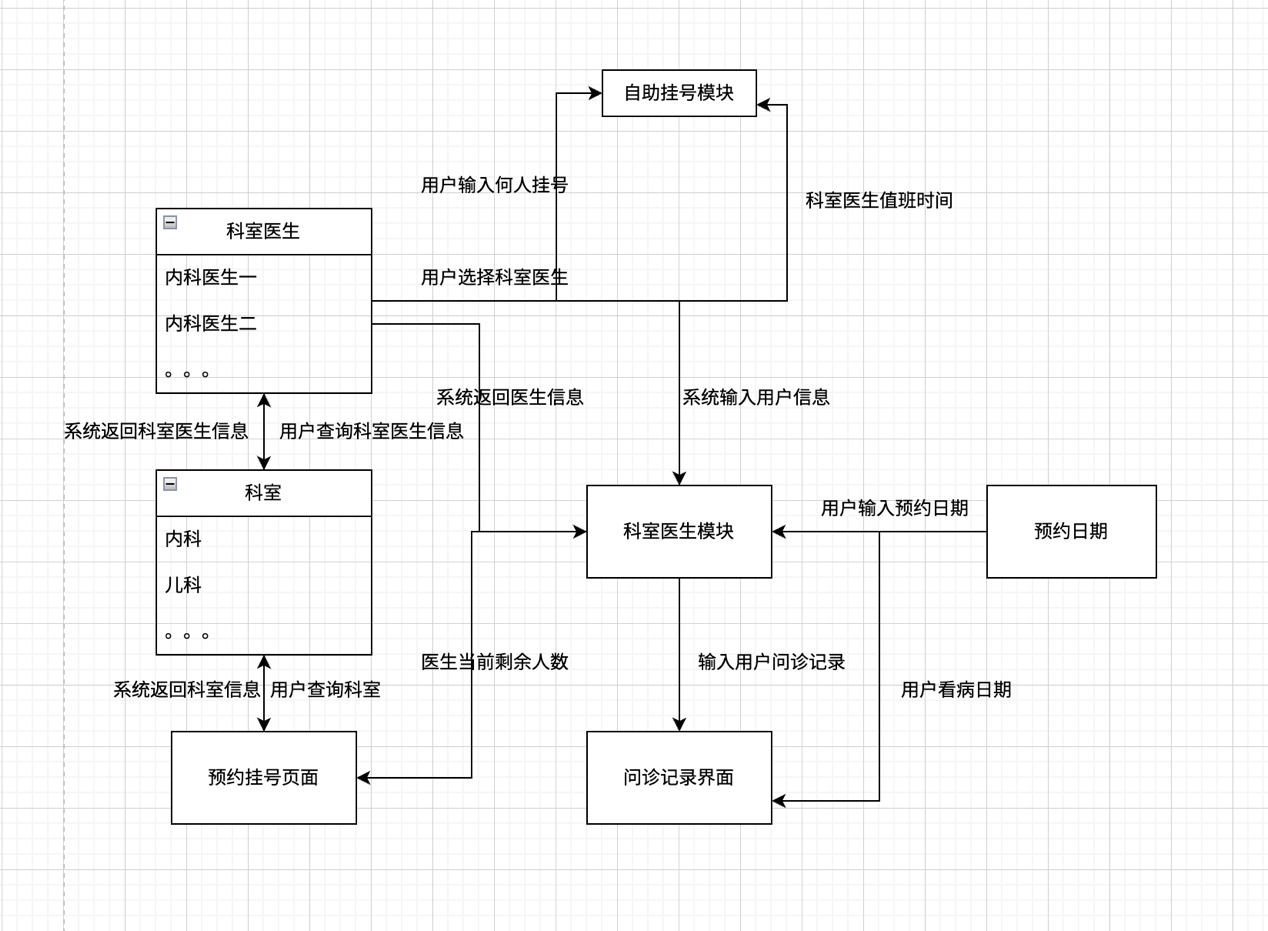 自助挂号模块
用户输入何人挂号
科室医生值班时间
科室医生
内科医生一
用户选择科室医生
内科医生二
。。。
系统返回医生信息
系统输入用户信息
系统返回科室医生信息
用户查询科室医生信息
科室
用户输入预约日期
科室医生模块
预约日期
内科
儿科
。。。
医生当前剩余人数
输入用户问诊记录
系统返回科室信息
用户查询科室
用户看病日期
预约挂号页面
问诊记录界面